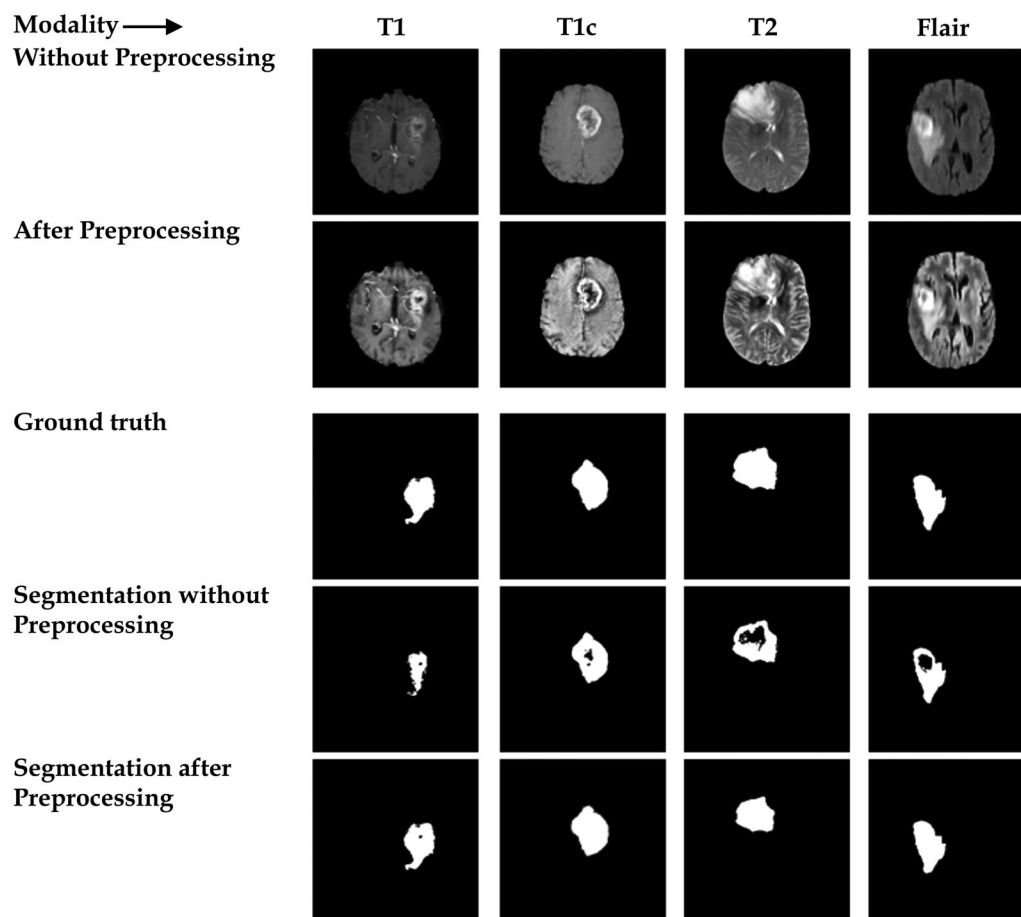 Modality T1 T1c T2 Flair
Without Preprocessing
After Preprocessing
Ground truth
Segmentation without
Preprocessing
Segmentation after
Preprocessing